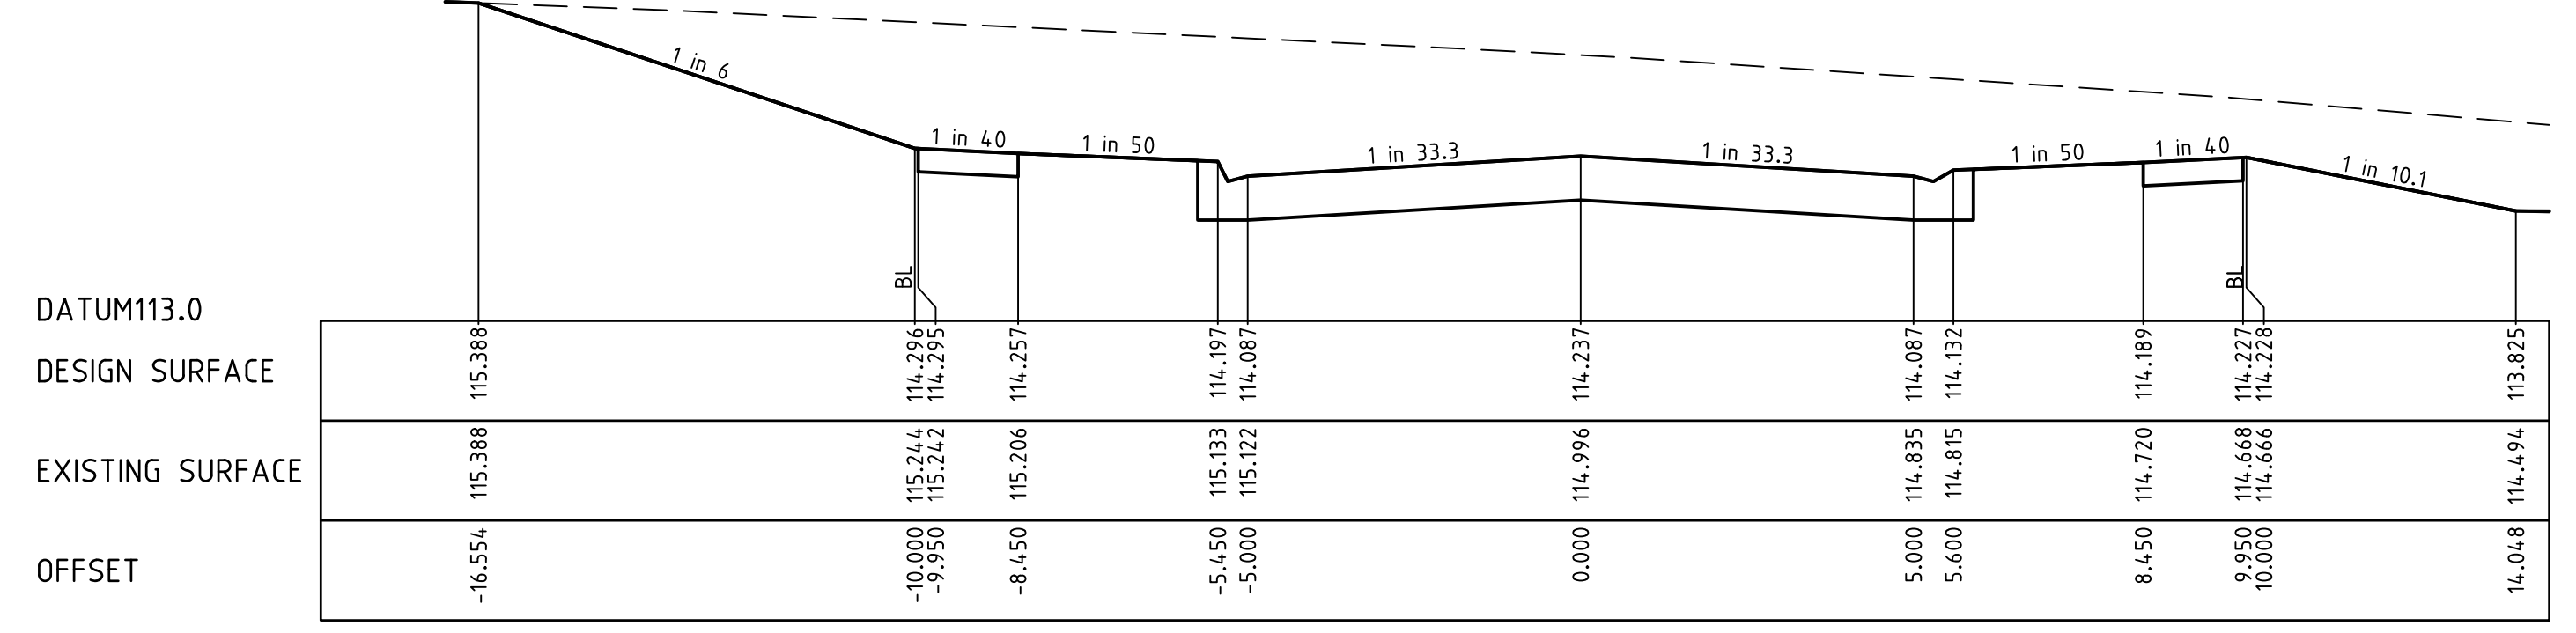 1 in 6
1 in 40
1 in 50
1 in 33.3
1 in 33.3
1 in 50
1 in 40
1 in 10.1
BL
BL
DATUM113.0
DESIGN SURFACE 115.388 114.296 114.295 114.257 114.197 114.087 114.237 114.087 114.132 114.189 114.227 114.228 113.825
EXISTING SURFACE 115.388 115.244 115.242 115.206 115.133 115.122 114.996 114.835 114.815 114.720 114.668 114.666 114.494
OFFSET -16.554 -10.000 -9.950 -8.450 -5.450 -5.000 0.000 5.000 5.600 8.450 9.950 10.000 14.048